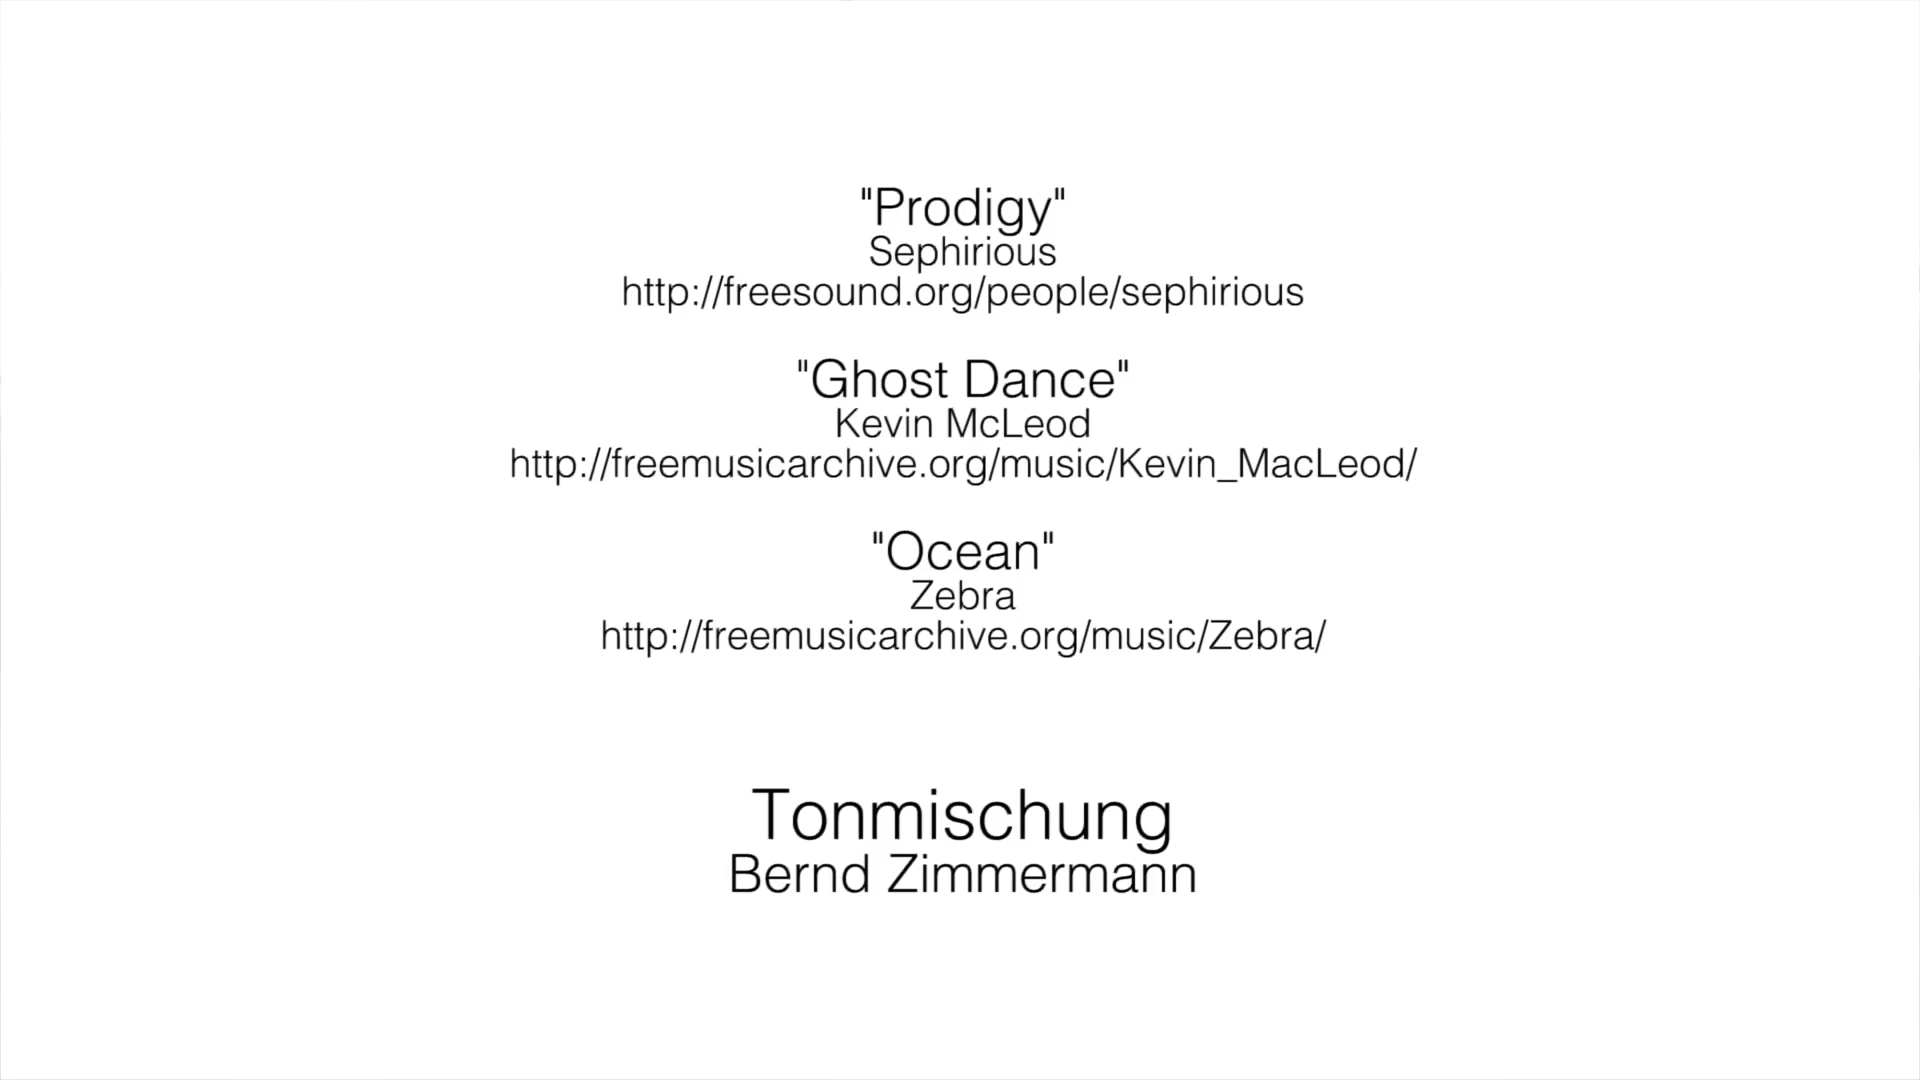 "Prodigy"
Sephirious
http://freesound.org/people/sephirious
"Ghost Dance"
Kevin McLeod
http://freemusicarchive.org/music/Kevin_MacLeod/
"Ocean"
Zebra
http://freemusicarchive.org/music/Zebra/
Tonmischung
Bernd Zimmermann